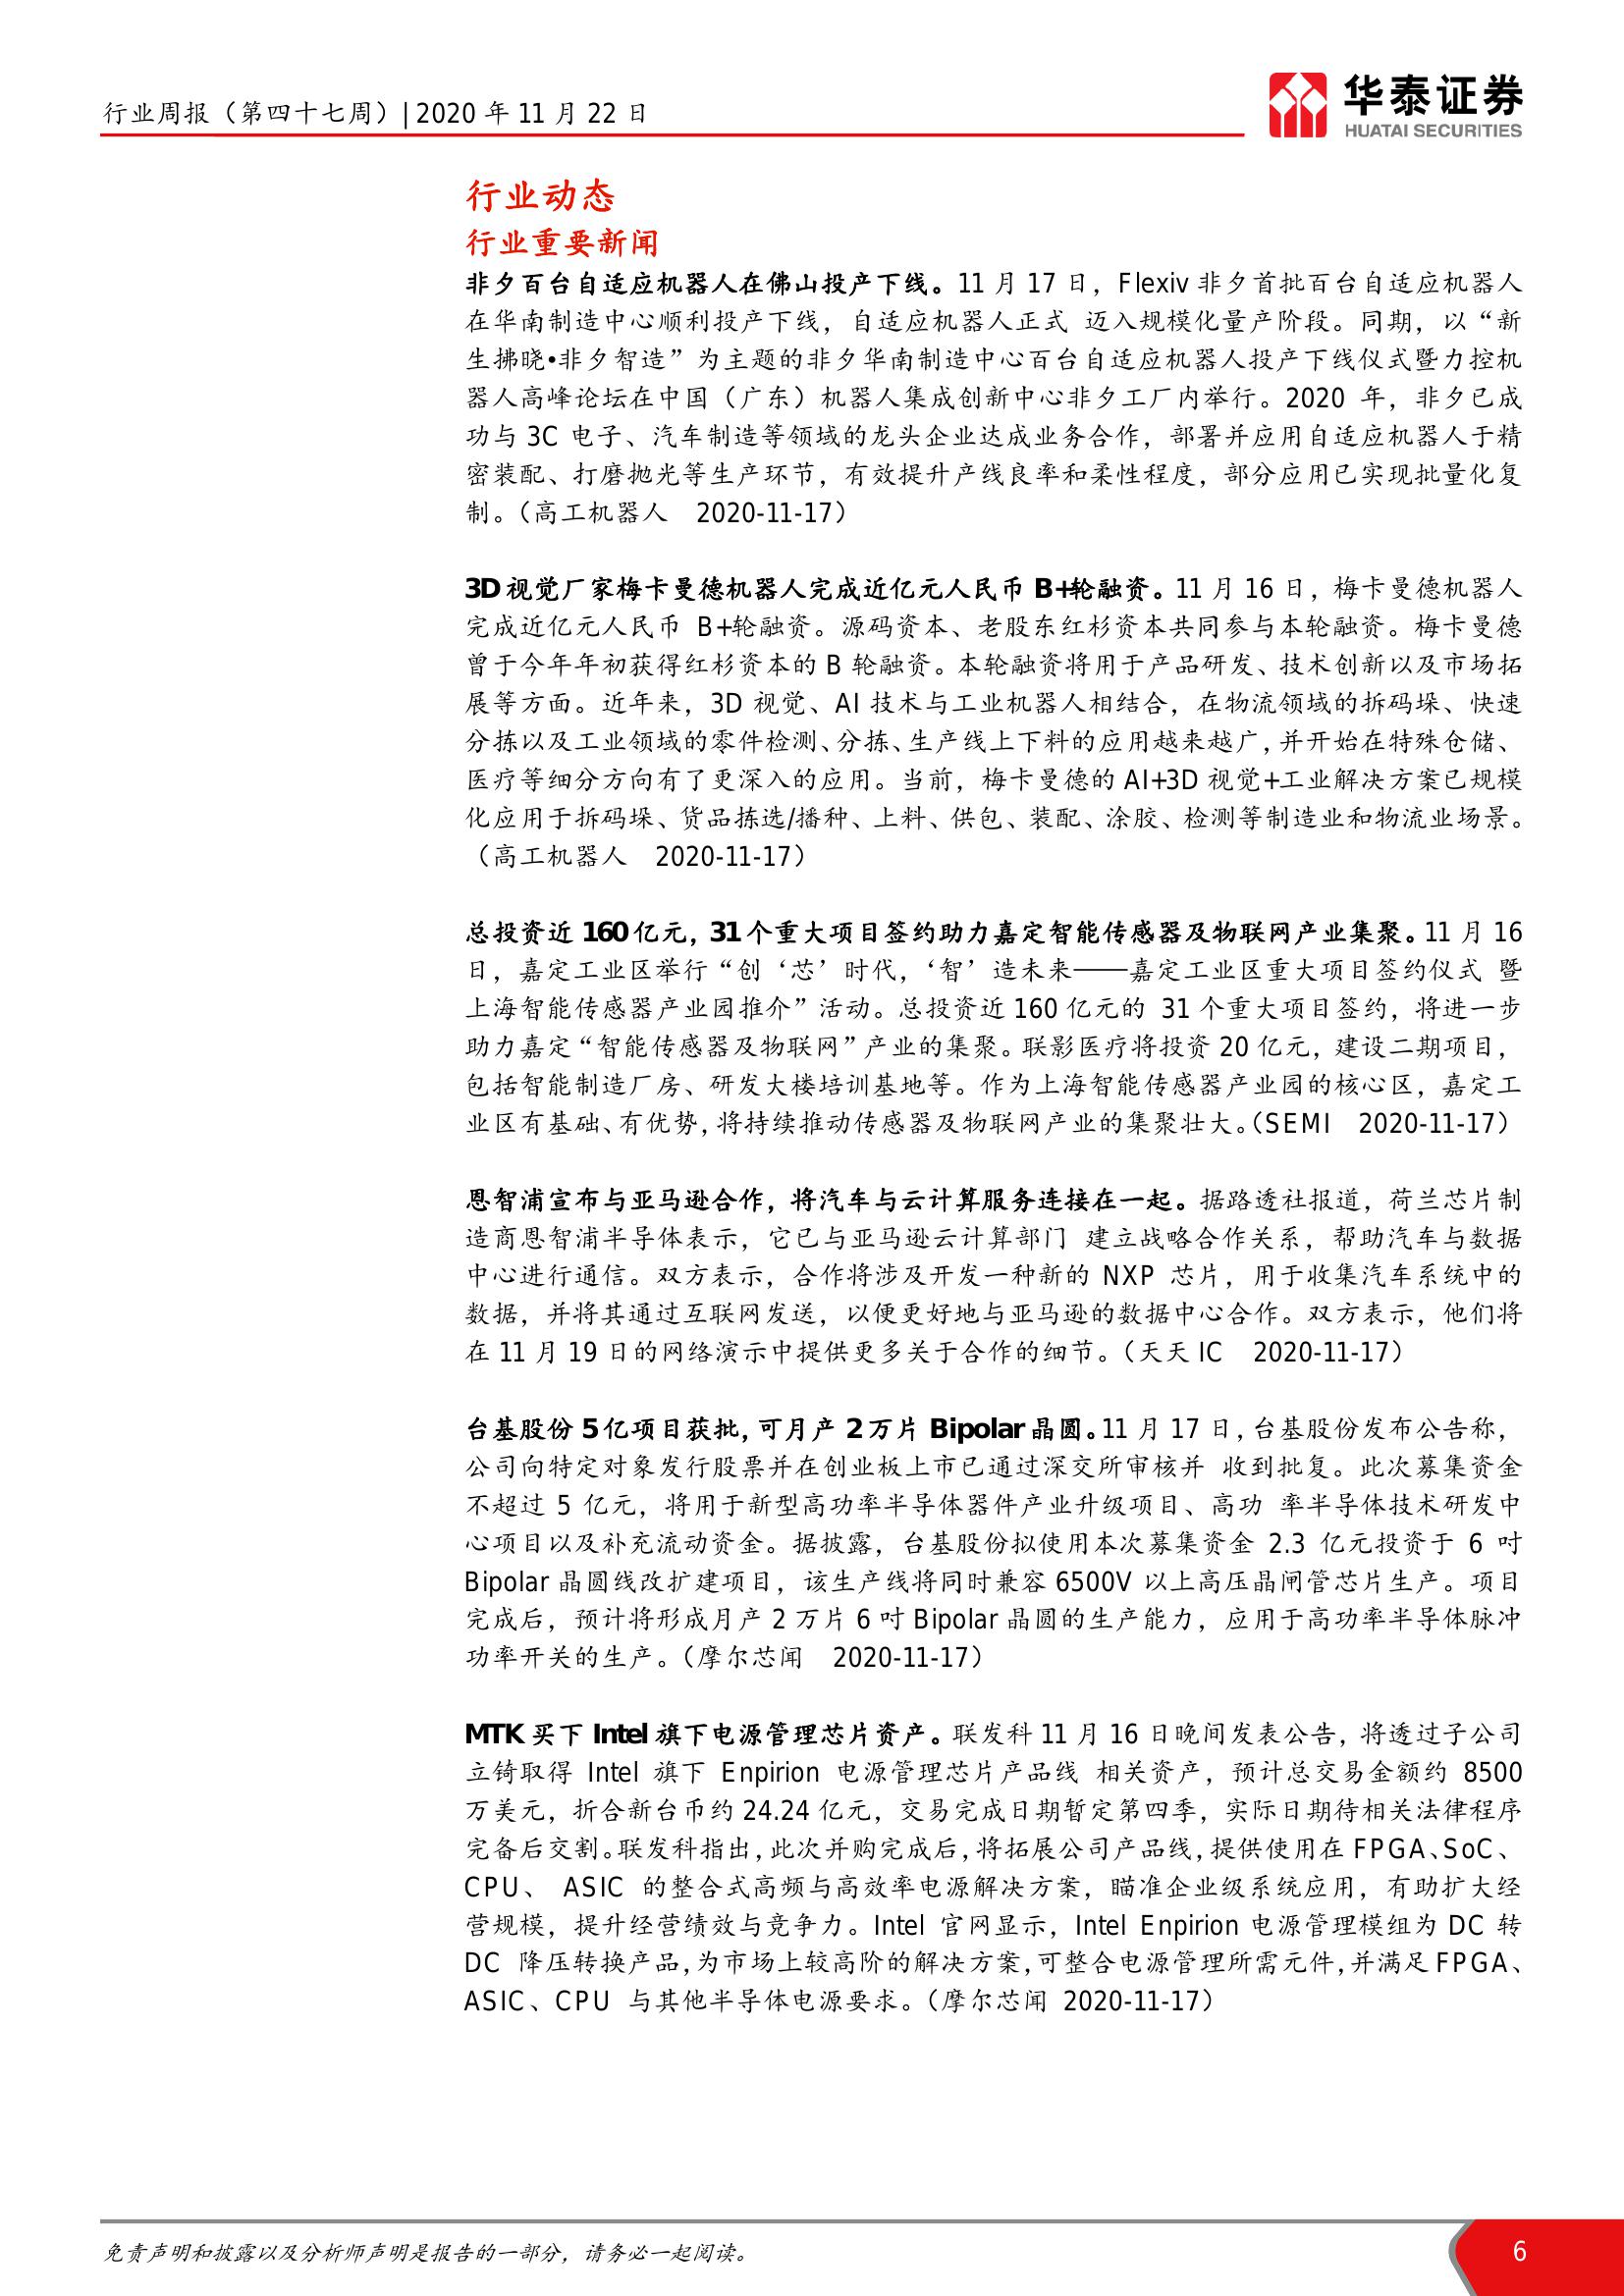 行业周报（第四十七周）| 2020 年 11 月 22 日
华泰证券
HUATAI SECURITIES
行业动态
行业重要新闻
非夕百台自适应机器人在佛山投产下线。11 月 17 日，Flexiv 非夕首批百台自适应机器人
在华南制造中心顺利投产下线，自适应机器人正式 迈入规模化量产阶段。同期，以“新
生拂晓•非夕智造”为主题的非夕华南制造中心百台自适应机器人投产下线仪式暨力控机
器人高峰论坛在中国（广东）机器人集成创新中心非夕工厂内举行。2020 年，非夕已成
功与 3C 电子、汽车制造等领域的龙头企业达成业务合作，部署并应用自适应机器人于精
密装配、打磨抛光等生产环节，有效提升产线良率和柔性程度，部分应用已实现批量化复
制。（高工机器人 2020-11-17）
3D 视觉厂家梅卡曼德机器人完成近亿元人民币 B+轮融资。11 月 16 日，梅卡曼德机器人
完成近亿元人民币 B+轮融资。源码资本、老股东红杉资本共同参与本轮融资。梅卡曼德
曾于今年年初获得红杉资本的 B 轮融资。本轮融资将用于产品研发、技术创新以及市场拓
展等方面。近年来，3D 视觉、AI 技术与工业机器人相结合，在物流领域的拆码垛、快速
分拣以及工业领域的零件检测、分拣、生产线上下料的应用越来越广，并开始在特殊仓储、
医疗等细分方向有了更深入的应用。当前，梅卡曼德的 AI+3D 视觉+工业解决方案已规模
化应用于拆码垛、货品拣选/播种、上料、供包、装配、涂胶、检测等制造业和物流业场景。
（高工机器人 2020-11-17）
总投资近 160 亿元，31 个重大项目签约助力嘉定智能传感器及物联网产业集聚。11 月 16
日，嘉定工业区举行“创‘芯’时代，‘智’造未来——嘉定工业区重大项目签约仪式 暨
上海智能传感器产业园推介”活动。总投资近 160 亿元的 31 个重大项目签约，将进一步
助力嘉定“智能传感器及物联网”产业的集聚。联影医疗将投资 20 亿元，建设二期项目，
包括智能制造厂房、研发大楼培训基地等。作为上海智能传感器产业园的核心区，嘉定工
业区有基础、有优势，将持续推动传感器及物联网产业的集聚壮大。（SEMI 2020-11-17）
恩智浦宣布与亚马逊合作，将汽车与云计算服务连接在一起。据路透社报道，荷兰芯片制
造商恩智浦半导体表示，它已与亚马逊云计算部门 建立战略合作关系，帮助汽车与数据
中心进行通信。双方表示，合作将涉及开发一种新的 NXP 芯片，用于收集汽车系统中的
数据，并将其通过互联网发送，以便更好地与亚马逊的数据中心合作。双方表示，他们将
在 11 月 19 日的网络演示中提供更多关于合作的细节。（天天 IC 2020-11-17）
台基股份 5 亿项目获批，可月产 2 万片 Bipolar 晶圆。11 月 17 日，台基股份发布公告称，
公司向特定对象发行股票并在创业板上市已通过深交所审核并 收到批复。此次募集资金
不超过 5 亿元，将用于新型高功率半导体器件产业升级项目、高功 率半导体技术研发中
心项目以及补充流动资金。据披露，台基股份拟使用本次募集资金 2.3 亿元投资于 6 吋
Bipolar 晶圆线改扩建项目，该生产线将同时兼容 6500V 以上高压晶闸管芯片生产。项目
完成后，预计将形成月产 2 万片 6 吋 Bipolar 晶圆的生产能力，应用于高功率半导体脉冲
功率开关的生产。（摩尔芯闻 2020-11-17）
MTK 买下 Intel 旗下电源管理芯片资产。联发科 11 月 16 日晚间发表公告，将透过子公司
立锜取得 Intel 旗下 Enpirion 电源管理芯片产品线 相关资产，预计总交易金额约 8500
万美元，折合新台币约 24.24 亿元，交易完成日期暂定第四季，实际日期待相关法律程序
完备后交割。联发科指出，此次并购完成后，将拓展公司产品线，提供使用在 FPGA、SoC、
CPU、 ASIC 的整合式高频与高效率电源解决方案，瞄准企业级系统应用，有助扩大经
营规模，提升经营绩效与竞争力。Intel 官网显示，Intel Enpirion 电源管理模组为 DC 转
DC 降压转换产品，为市场上较高阶的解决方案，可整合电源管理所需元件，并满足 FPGA、
ASIC、CPU 与其他半导体电源要求。（摩尔芯闻 2020-11-17）
免责声明和披露以及分析师声明是报告的一部分，请务必一起阅读。
6